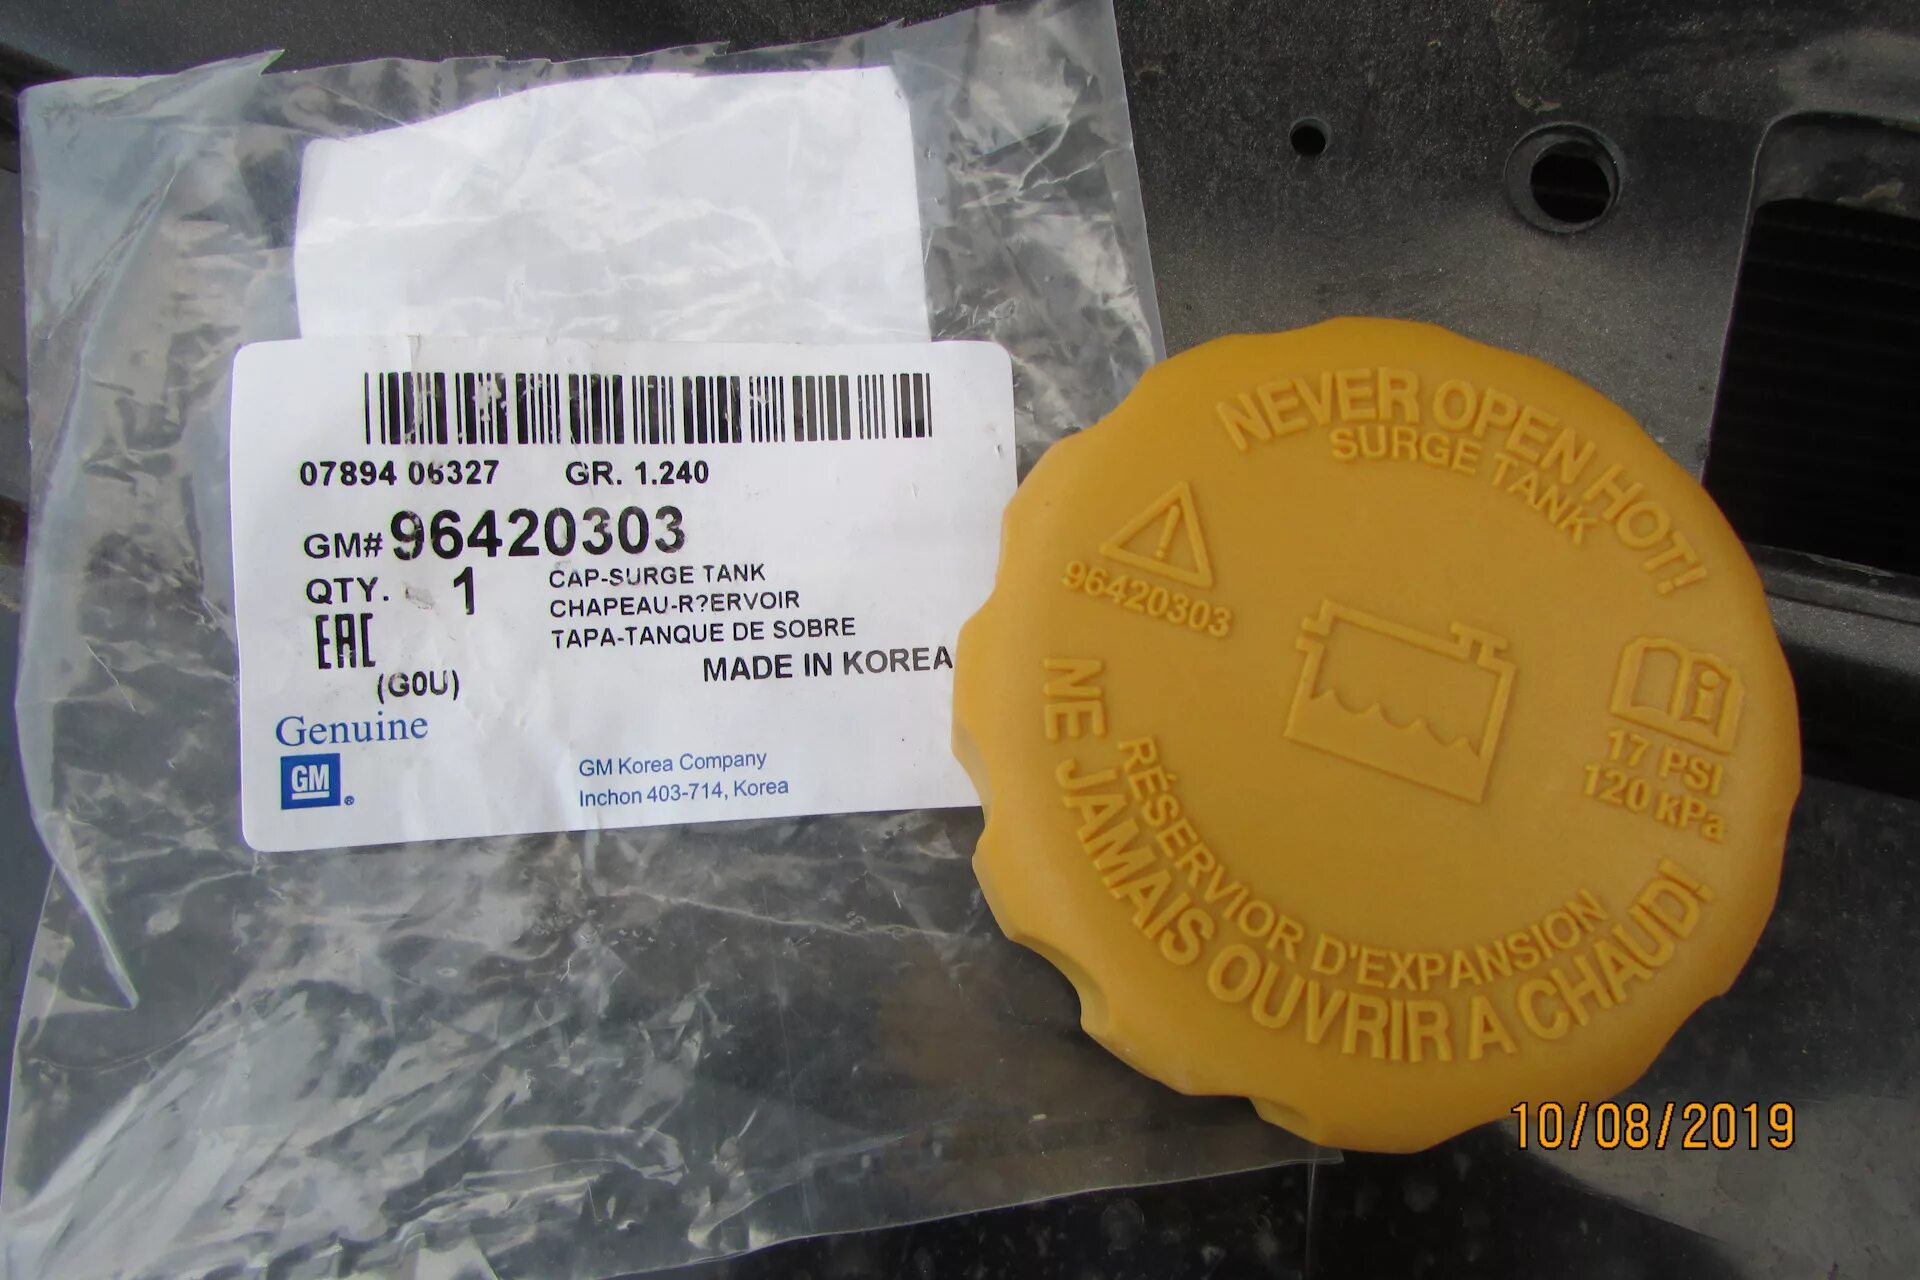 07894 06327 GR. 1.240
GM# 96420303
QTY. 1
CAP-SURGE TANK
CHAPEAU-R?ERVOIR
TAPA-TANQUE DE SOBRE
EAC
MADE IN KOREA
(G0U)
Genuine
GM®
GM Korea Company
Inchon 403-714, Korea
NEVER OPEN HOT!
SURGE TANK
96420303
17 PSI
120 KPa
RÉSERVIOR D'EXPANSION
NE JAMAIS OUVRIR A CHAUD!
10/08/2019